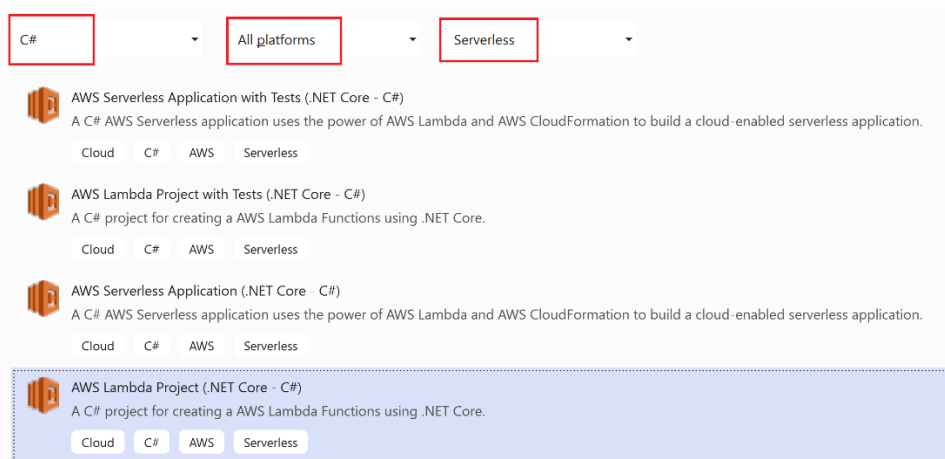 C# All platforms Serverless
AWS Serverless Application with Tests (.NET Core - C#)
A C# AWS Serverless application uses the power of AWS Lambda and AWS CloudFormation to build a cloud-enabled serverless application.
Cloud C# AWS Serverless
AWS Lambda Project with Tests (.NET Core - C#)
A C# project for creating a AWS Lambda Functions using .NET Core.
Cloud C# AWS Serverless
AWS Serverless Application (.NET Core - C#)
A C# AWS Serverless application uses the power of AWS Lambda and AWS CloudFormation to build a cloud-enabled serverless application.
Cloud C# AWS Serverless
AWS Lambda Project (.NET Core - C#)
A C# project for creating a AWS Lambda Functions using .NET Core.
Cloud C# AWS Serverless